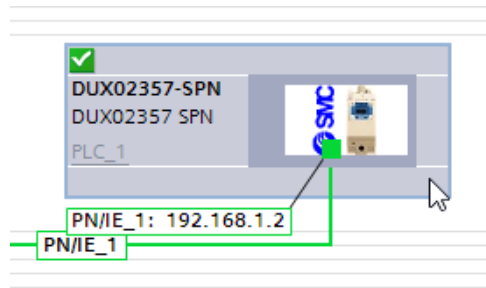 DUX02357-SPN
DUX02357 SPN
PLC_1
SMC
PN/IE_1: 192.168.1.2
PN/IE_1